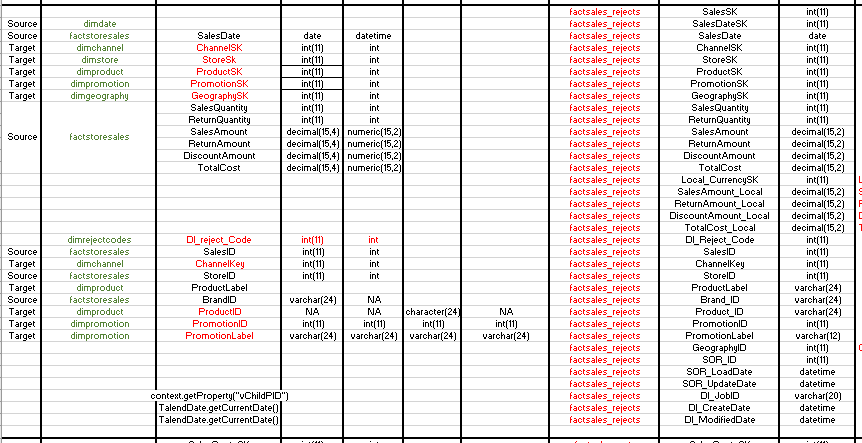 factsales_rejects SalesSK int(11)
Source dimdate factsales_rejects SalesDateSK int(11)
Source factstoresales SalesDate date datetime factsales_rejects SalesDate date
Target dimchannel ChannelSK int(11) int factsales_rejects ChannelSK int(11)
Target dimstore StoreSk int(11) int factsales_rejects StoreSK int(11)
Target dimproduct ProductSK int(11) int factsales_rejects ProductSK int(11)
Target dimpromotion PromotionSK int(11) int factsales_rejects PromotionSK int(11)
Target dimgeography GeographySK int(11) int factsales_rejects GeographySK int(11)
SalesQuantity int(11) int factsales_rejects SalesQuantity int(11)
ReturnQuantity int(11) int factsales_rejects ReturnQuantity int(11)
Source factstoresales SalesAmount decimal(15,4) numeric(15,2) factsales_rejects SalesAmount decimal(15,2)
ReturnAmount decimal(15,4) numeric(15,2) factsales_rejects ReturnAmount decimal(15,2)
DiscountAmount decimal(15,4) numeric(15,2) factsales_rejects DiscountAmount decimal(15,2)
TotalCost decimal(15,4) numeric(15,2) factsales_rejects TotalCost decimal(15,2)
factsales_rejects Local_CurrencySK int(11)
factsales_rejects SalesAmount_Local decimal(15,2)
factsales_rejects ReturnAmount_Local decimal(15,2)
factsales_rejects DiscountAmount_Local decimal(15,2)
factsales_rejects TotalCost_Local decimal(15,2)
dimrejectcodes DI_reject_Code int(11) int factsales_rejects DI_Reject_Code int(11)
Source factstoresales SalesID int(11) int factsales_rejects SalesID int(11)
Target dimchannel ChannelKey int(11) int factsales_rejects ChannelKey int(11)
Source factstoresales StoreID int(11) int factsales_rejects StoreID int(11)
Target dimproduct ProductLabel factsales_rejects ProductLabel varchar(24)
Source factstoresales BrandID varchar(24) NA factsales_rejects Brand_ID varchar(24)
Target dimproduct ProductID NA NA character(24) NA factsales_rejects Product_ID varchar(24)
Target dimpromotion PromotionID int(11) int(11) int(11) int(11) factsales_rejects PromotionID int(11)
Target dimpromotion PromotionLabel varchar(24) varchar(24) varchar(24) varchar(24) factsales_rejects PromotionLabel varchar(12)
factsales_rejects GeographyID int(11)
factsales_rejects SOR_ID int(11)
factsales_rejects SOR_LoadDate datetime
factsales_rejects SOR_UpdateDate datetime
context.getProperty("vChildPID") factsales_rejects DI_JobID varchar(20)
TalendDate.getCurrentDate() factsales_rejects DI_CreateDate datetime
TalendDate.getCurrentDate() factsales_rejects DI_ModifiedDate datetime